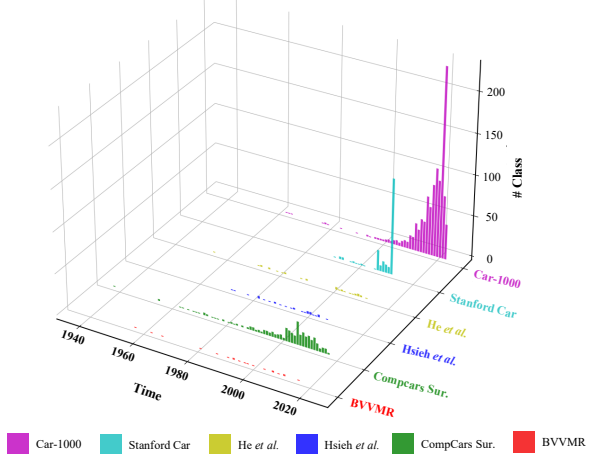 200
150
100
50
0
# Class
Car-1000
Stanford Car
He et al.
Hsieh et al.
Compcars Sur.
BVVMR
1940
1960
1980
2000
2020
Time
Car-1000 Stanford Car He et al. Hsieh et al. CompCars Sur. BVVMR